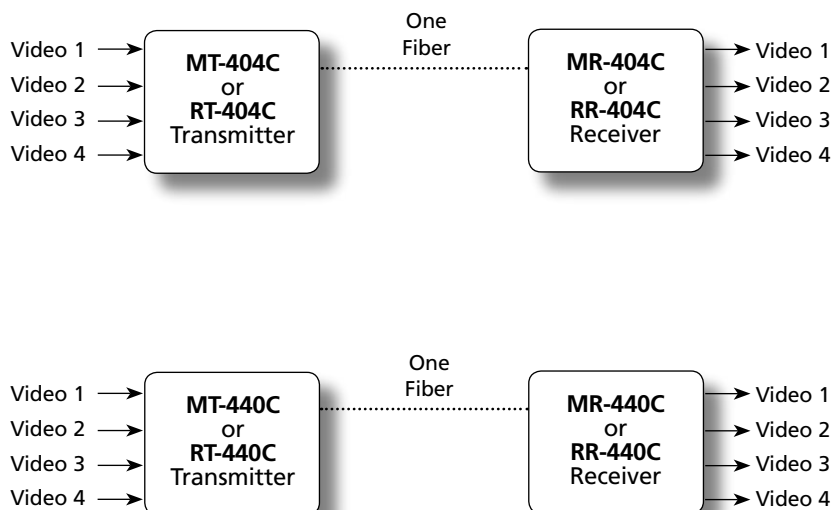 One
Fiber
Video 1
Video 2
Video 3
Video 4
MT-404C
or
RT-404C
Transmitter
MR-404C
or
RR-404C
Receiver
Video 1
Video 2
Video 3
Video 4
One
Fiber
Video 1
Video 2
Video 3
Video 4
MT-440C
or
RT-440C
Transmitter
MR-440C
or
RR-440C
Receiver
Video 1
Video 2
Video 3
Video 4